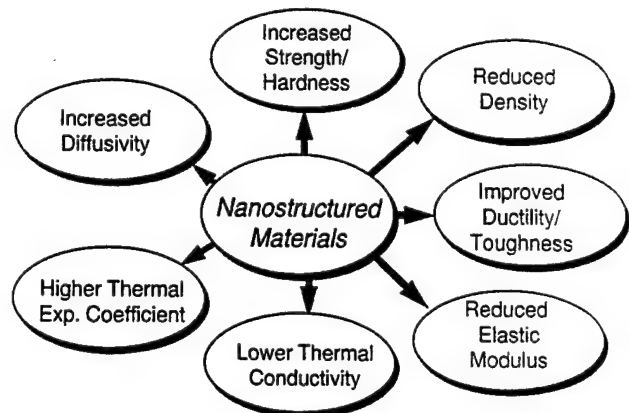 Increased
Strength/
Hardness
Reduced
Density
Increased
Diffusivity
Nanostructured
Materials
Improved
Ductility/
Toughness
Higher Thermal
Exp. Coefficient
Reduced
Elastic
Modulus
Lower Thermal
Conductivity